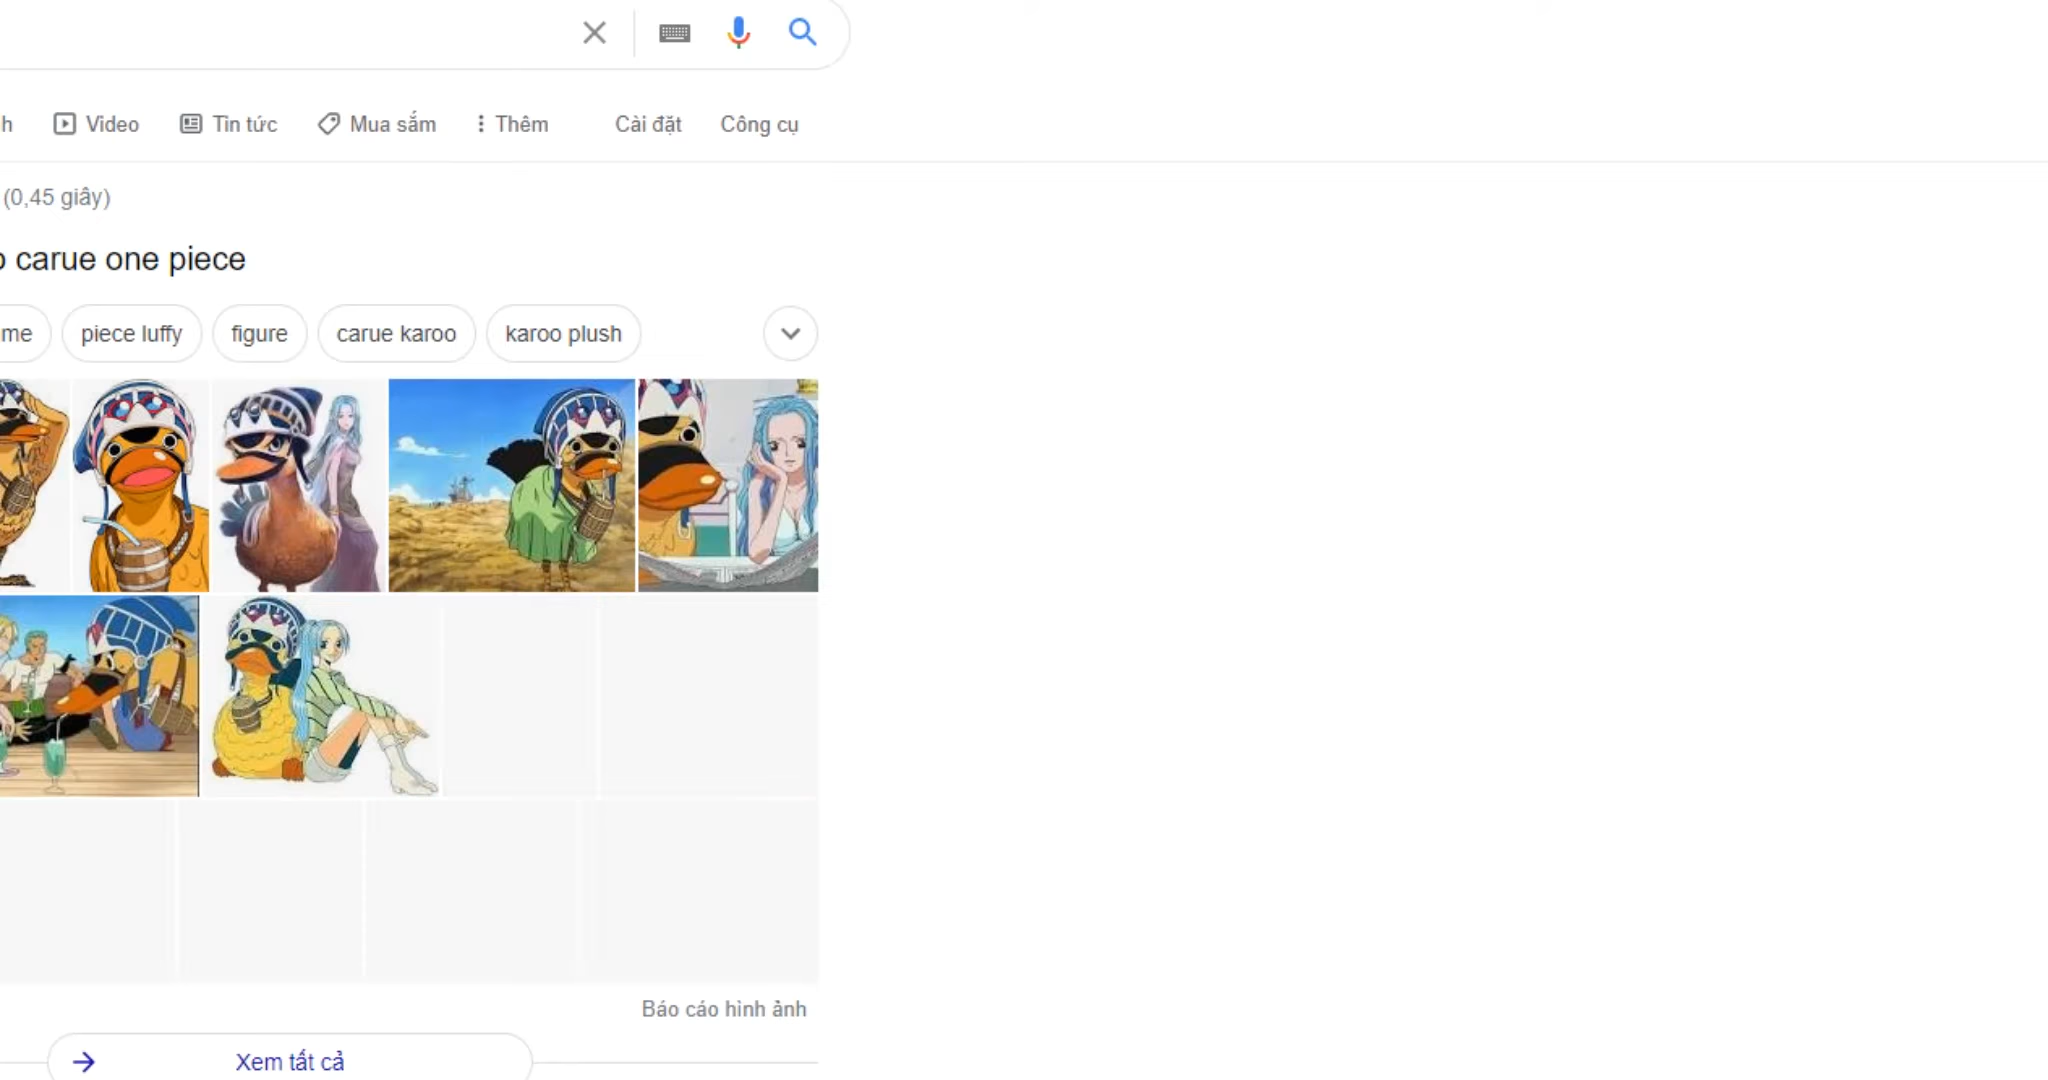 h Video Tin tức Mua sắm Thêm Cài đặt Công cụ
(0,45 giây)
carue one piece
me piece luffy figure carue karoo karoo plush
Báo cáo hình ảnh
Xem tất cả